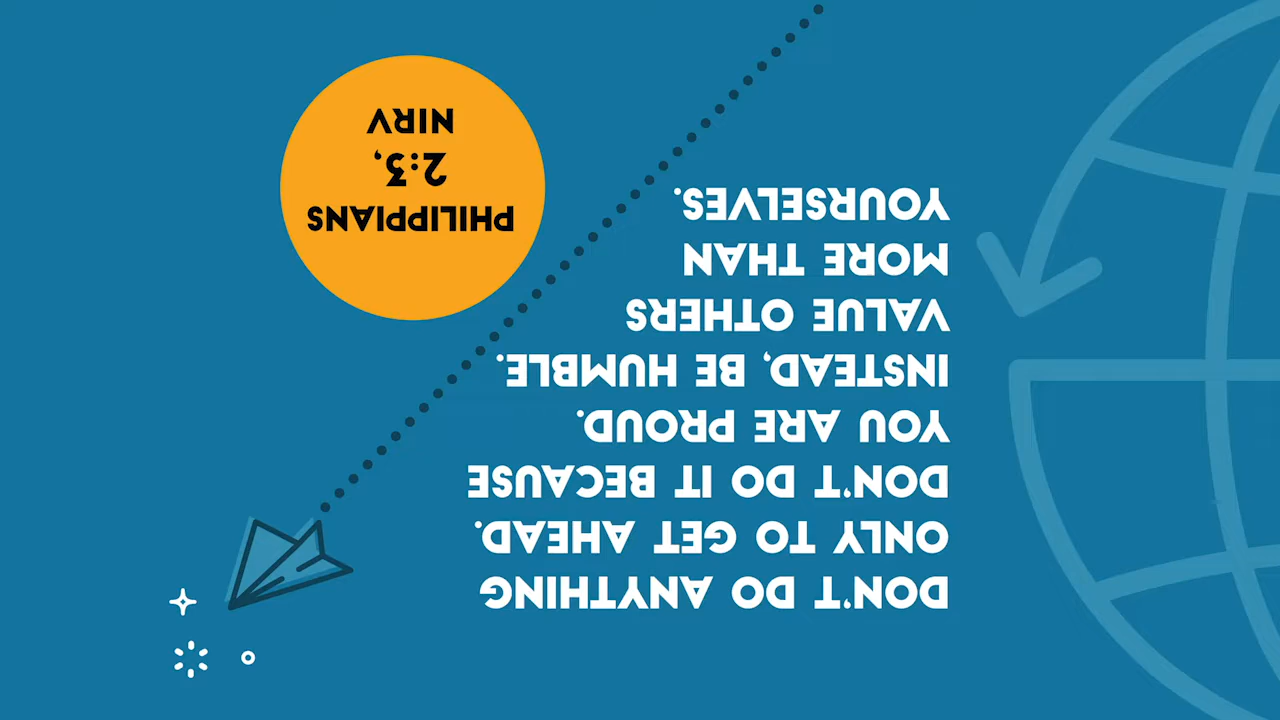 DON'T DO ANYTHING
ONLY TO GET AHEAD.
DON'T DO IT BECAUSE
YOU ARE PROUD.
INSTEAD, BE HUMBLE.
VALUE OTHERS
MORE THAN
YOURSELVES.
PHILIPPIANS
2:3,
NIRV